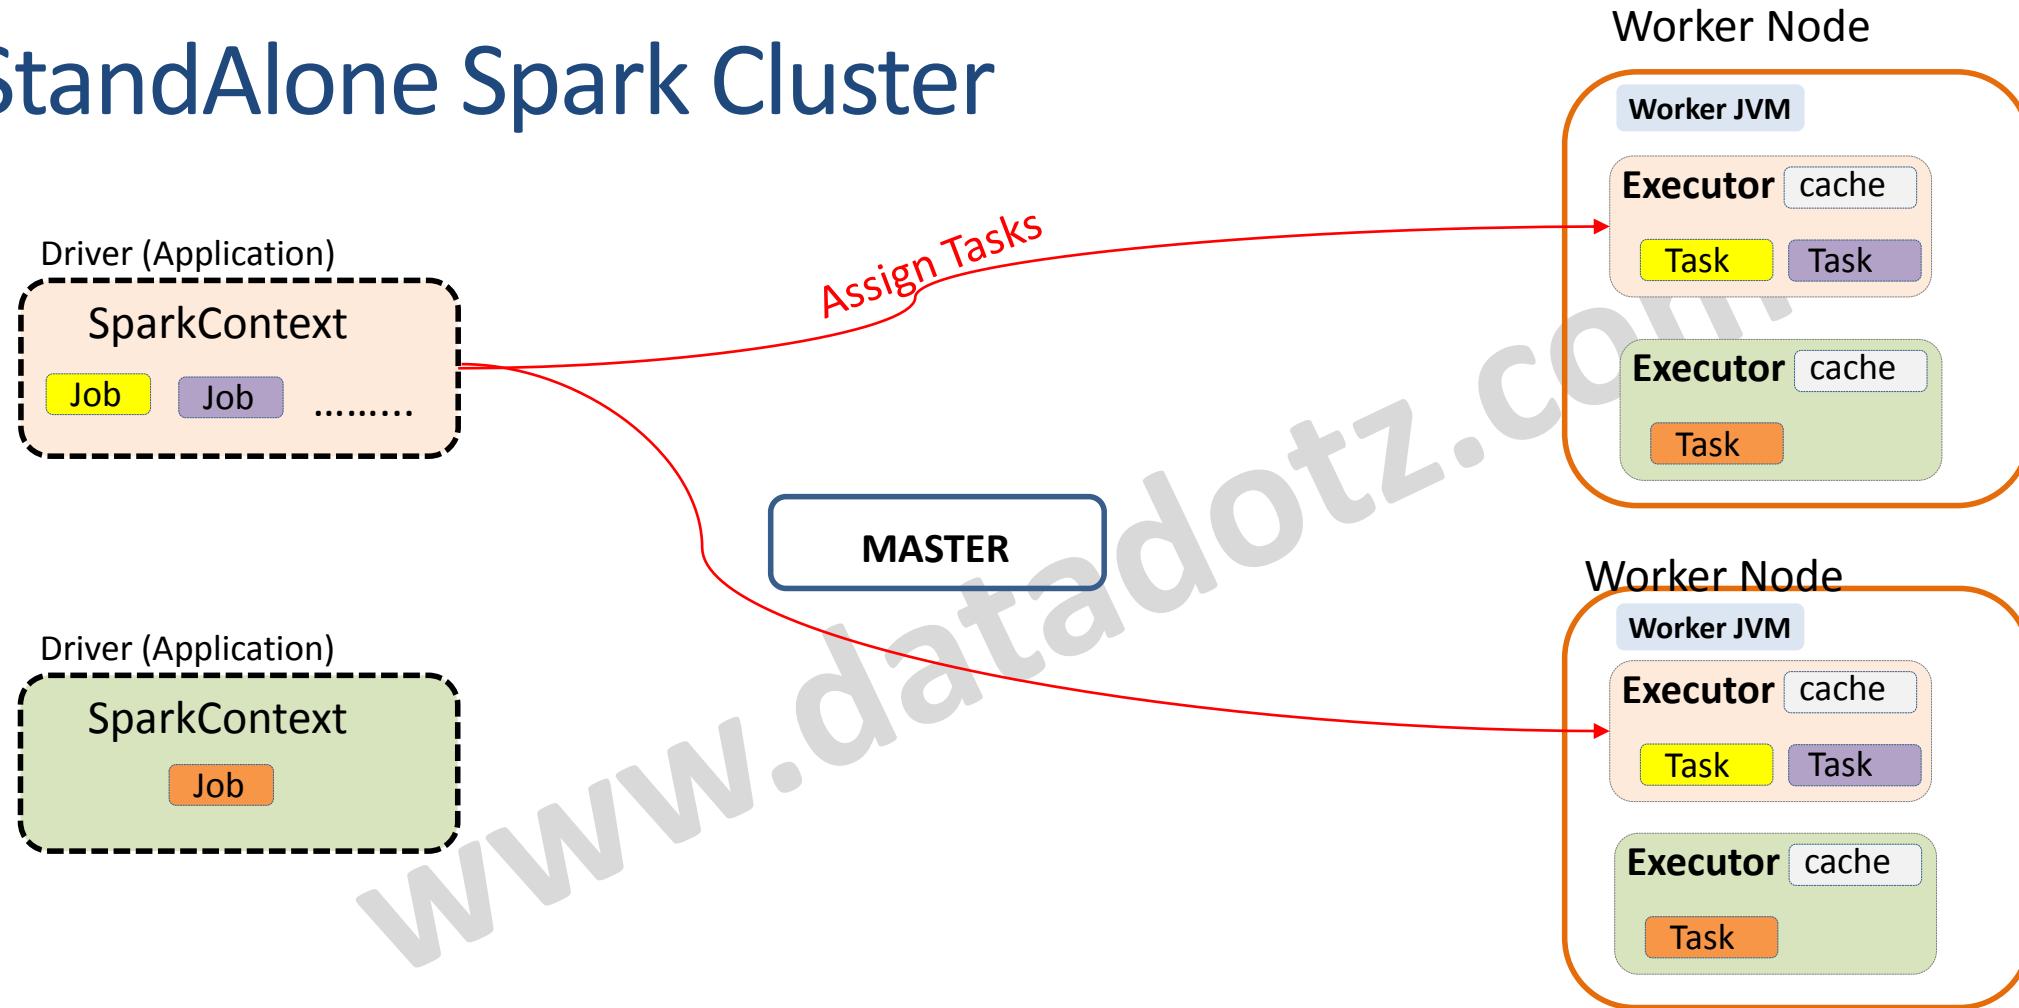 StandAlone Spark Cluster
Worker Node
Worker JVM
Executor cache
Task Task
Executor cache
Task
Driver (Application)
SparkContext
Job Job .........
Assign Tasks
MASTER
Driver (Application)
SparkContext
Job
Worker Node
Worker JVM
Executor cache
Task Task
Executor cache
Task
www.datadotz.com